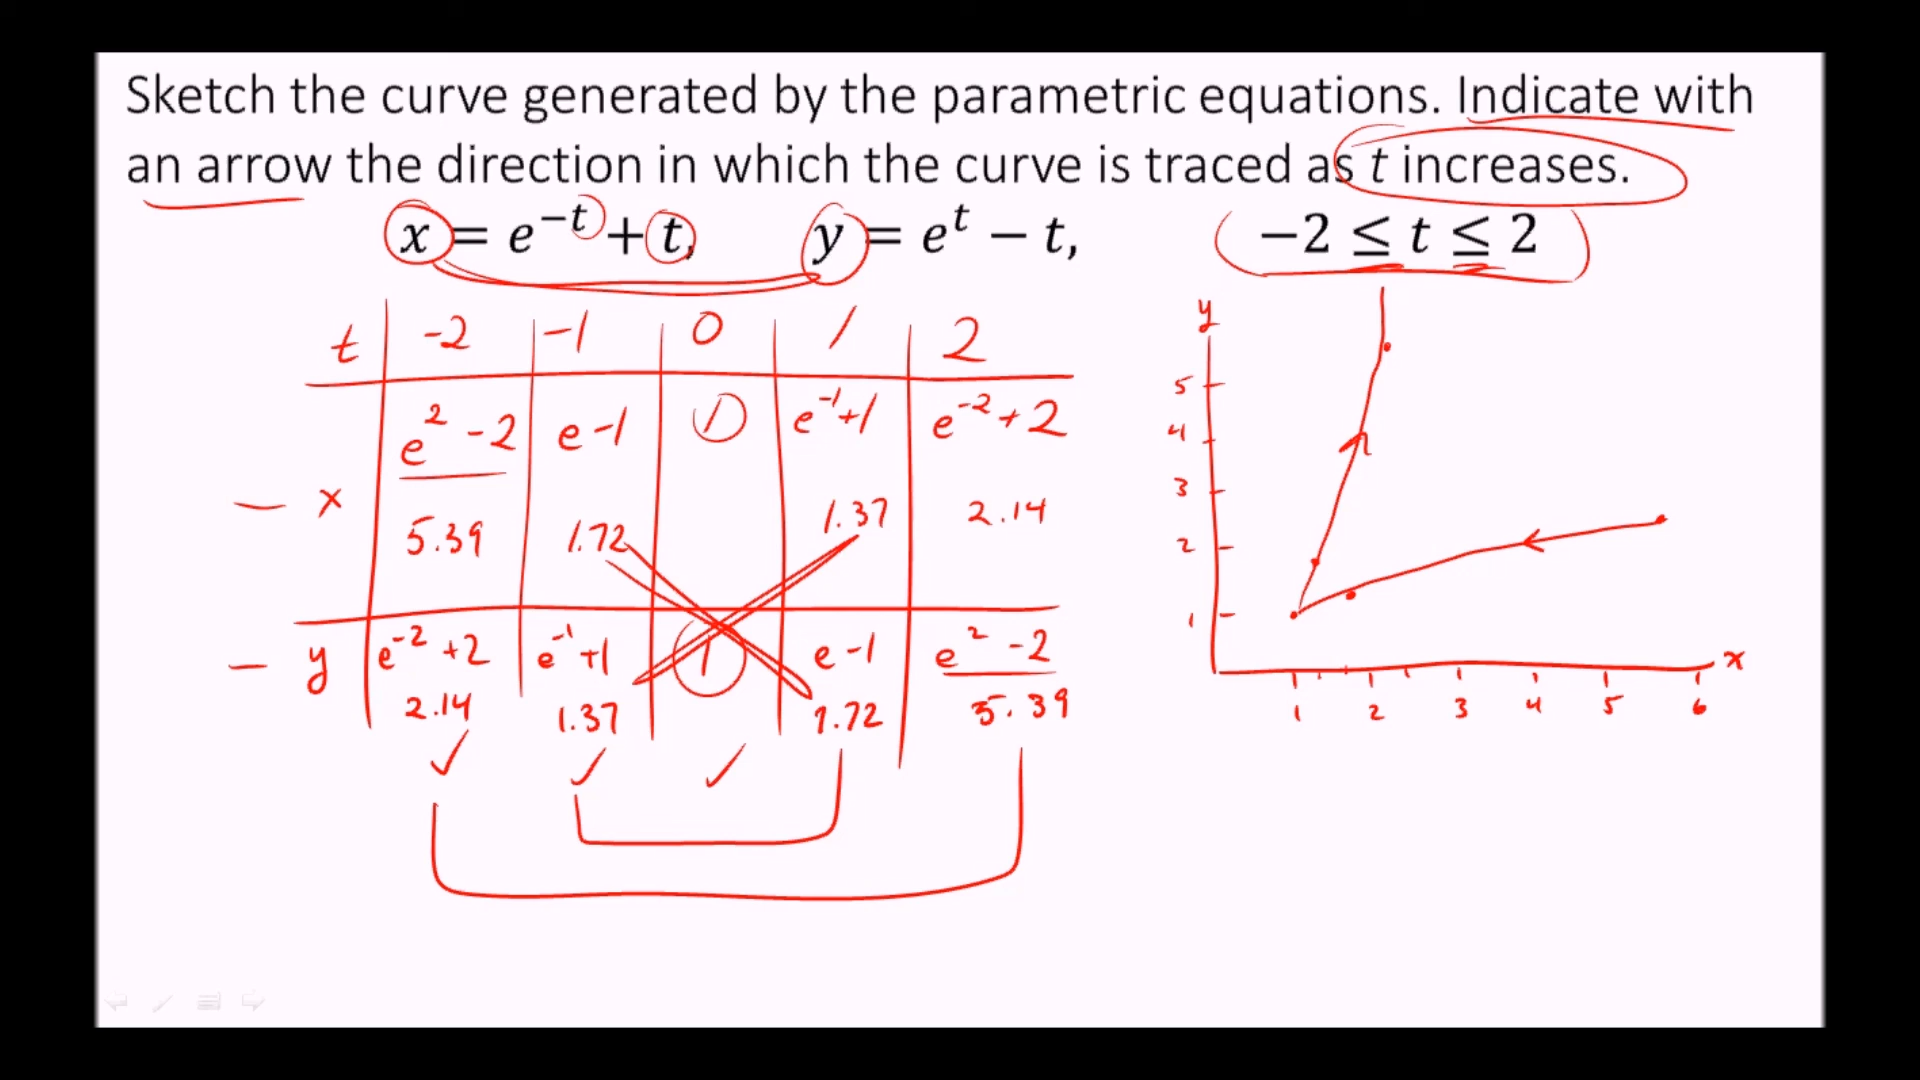 Sketch the curve generated by the parametric equations. Indicate with
an arrow the direction in which the curve is traced as t increases.
x = e^{-t} + t, y = e^t − t, −2 ≤ t ≤ 2
t -2 -1 0 1 2
x e^2 -2 e-1 1 e^{-1}+1 e^{-2}+2
5.39 1.72 1.37 2.14
y e^{-2}+2 e^{-1}+1 1 e-1 e^2 -2
2.14 1.37 1.72 5.39
y
5
4
3
2
1
x
1 2 3 4 5 6